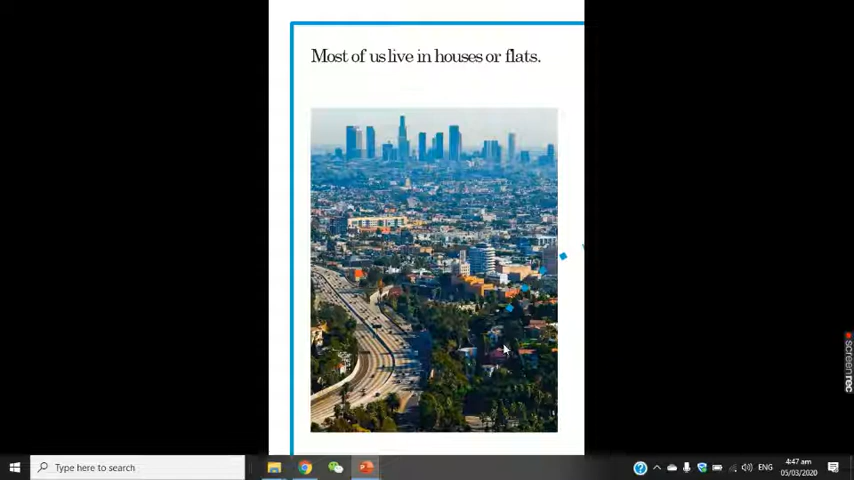 Most of us live in houses or flats.
screenrec
Type here to search
ENG
4:47 am
05/03/2020